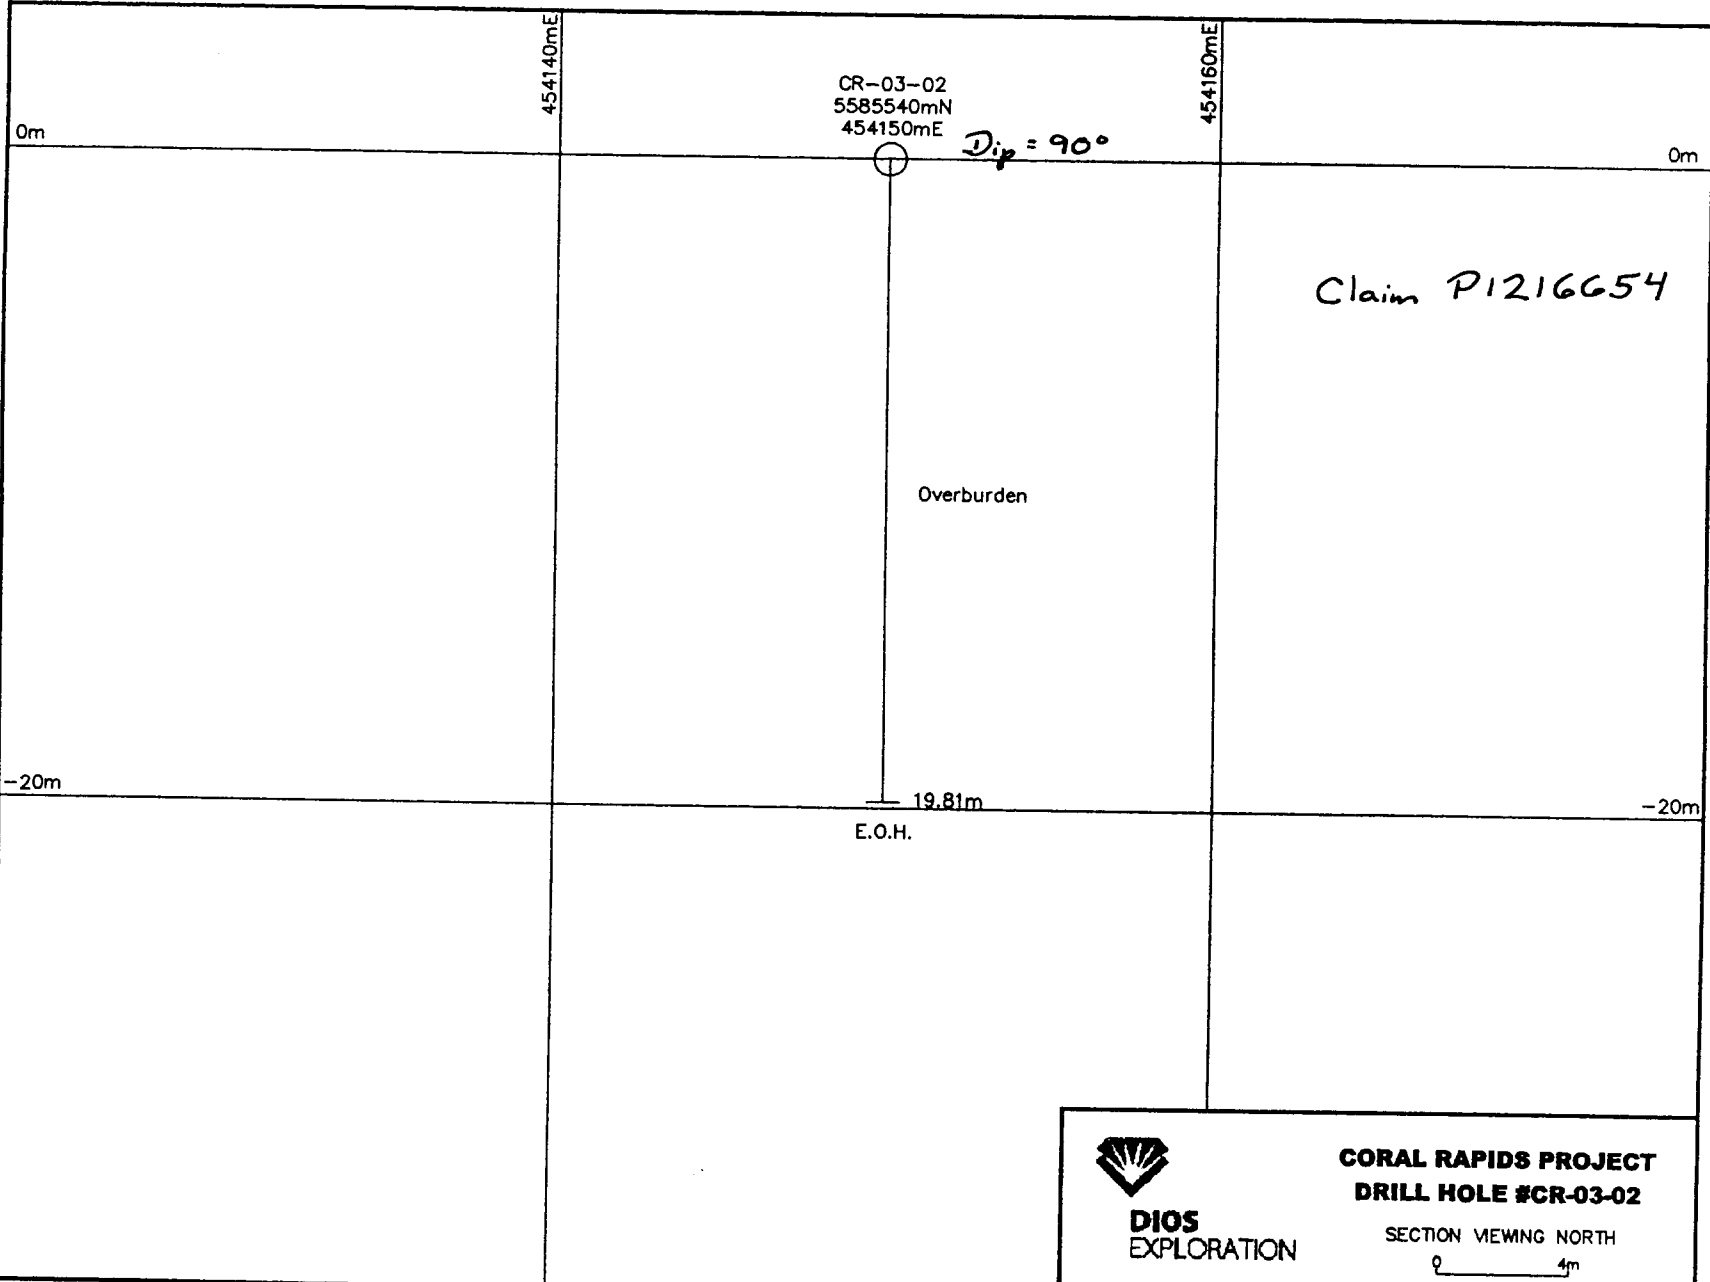 454140mE
454160mE
CR-03-02
5585540mN
454150mE
Dip = 90°
0m
0m
Claim P1216654
Overburden
-20m
19.81m
-20m
E.O.H.
CORAL RAPIDS PROJECT
DRILL HOLE #CR-03-02
DIOS
EXPLORATION
SECTION VIEWING NORTH
0 4m